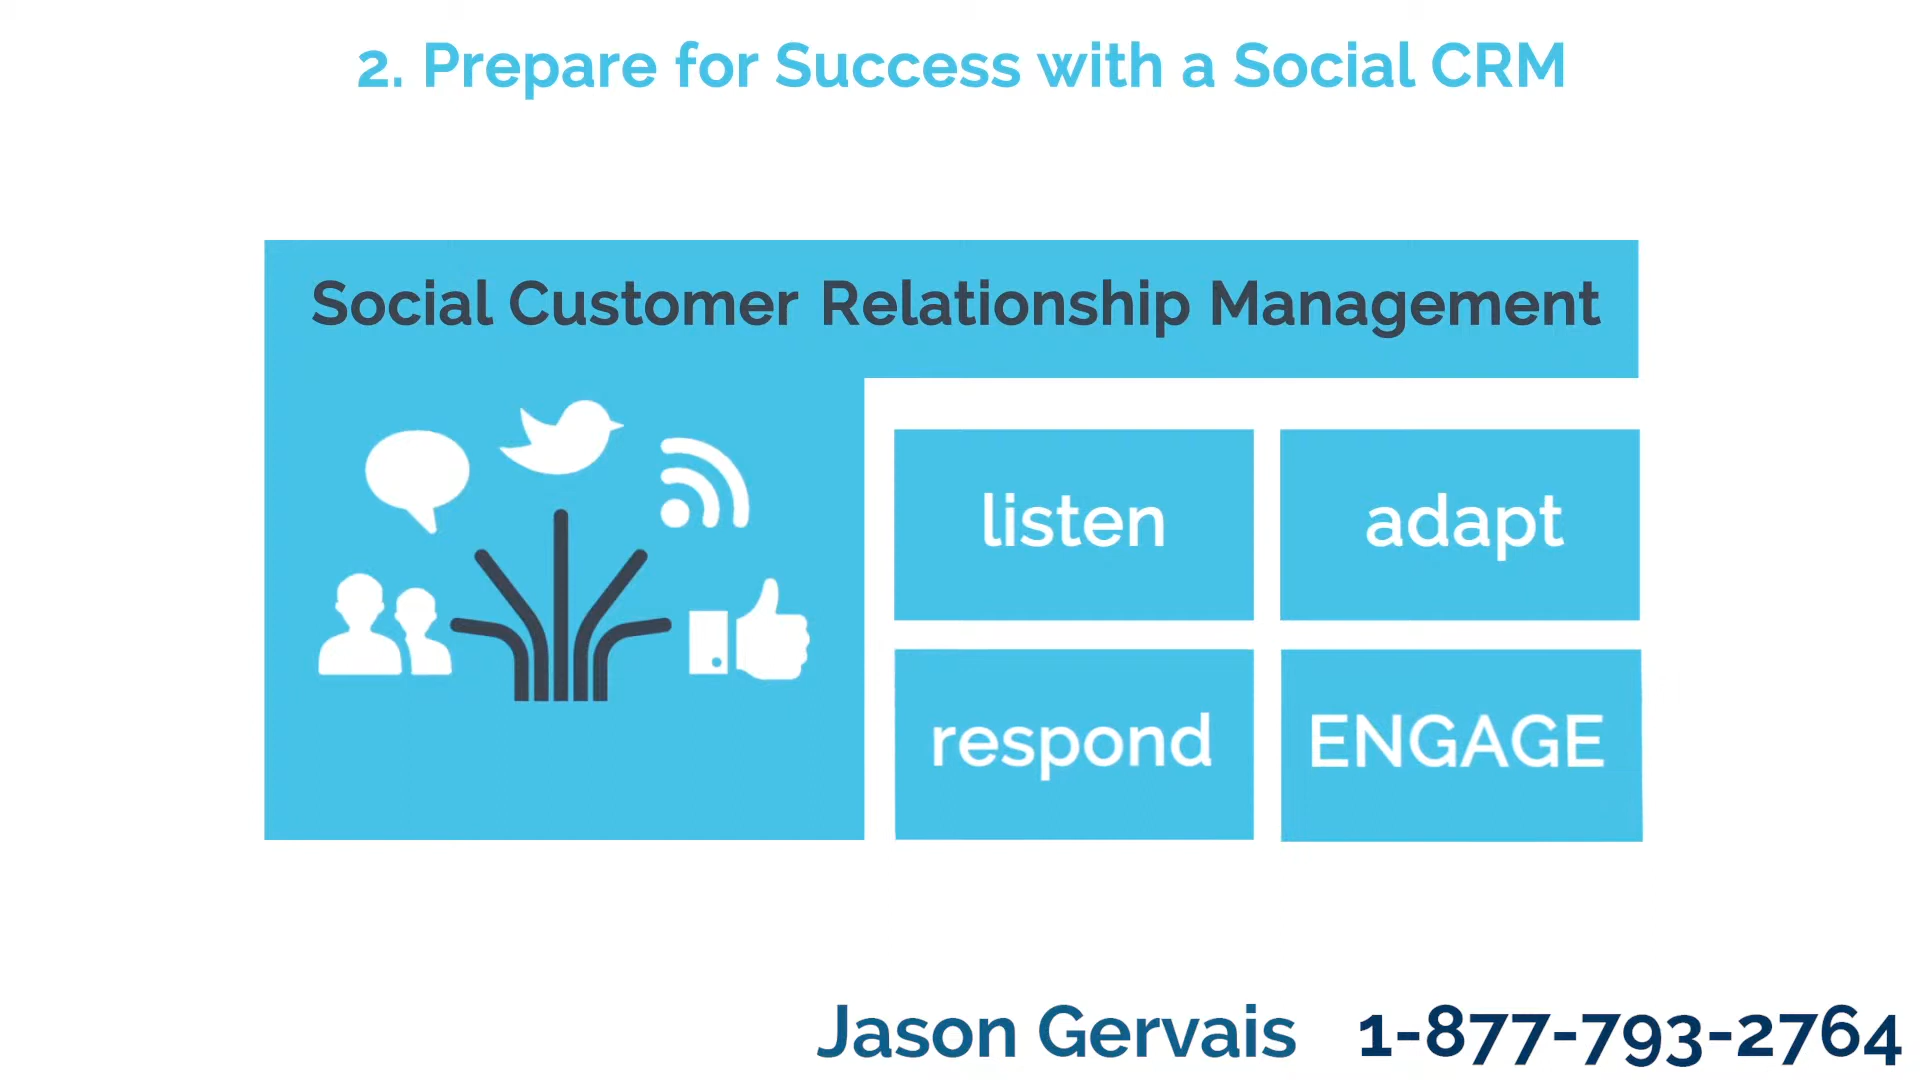 2. Prepare for Success with a Social CRM
Social Customer Relationship Management
listen
adapt
respond
ENGAGE
Jason Gervais 1-877-793-2764